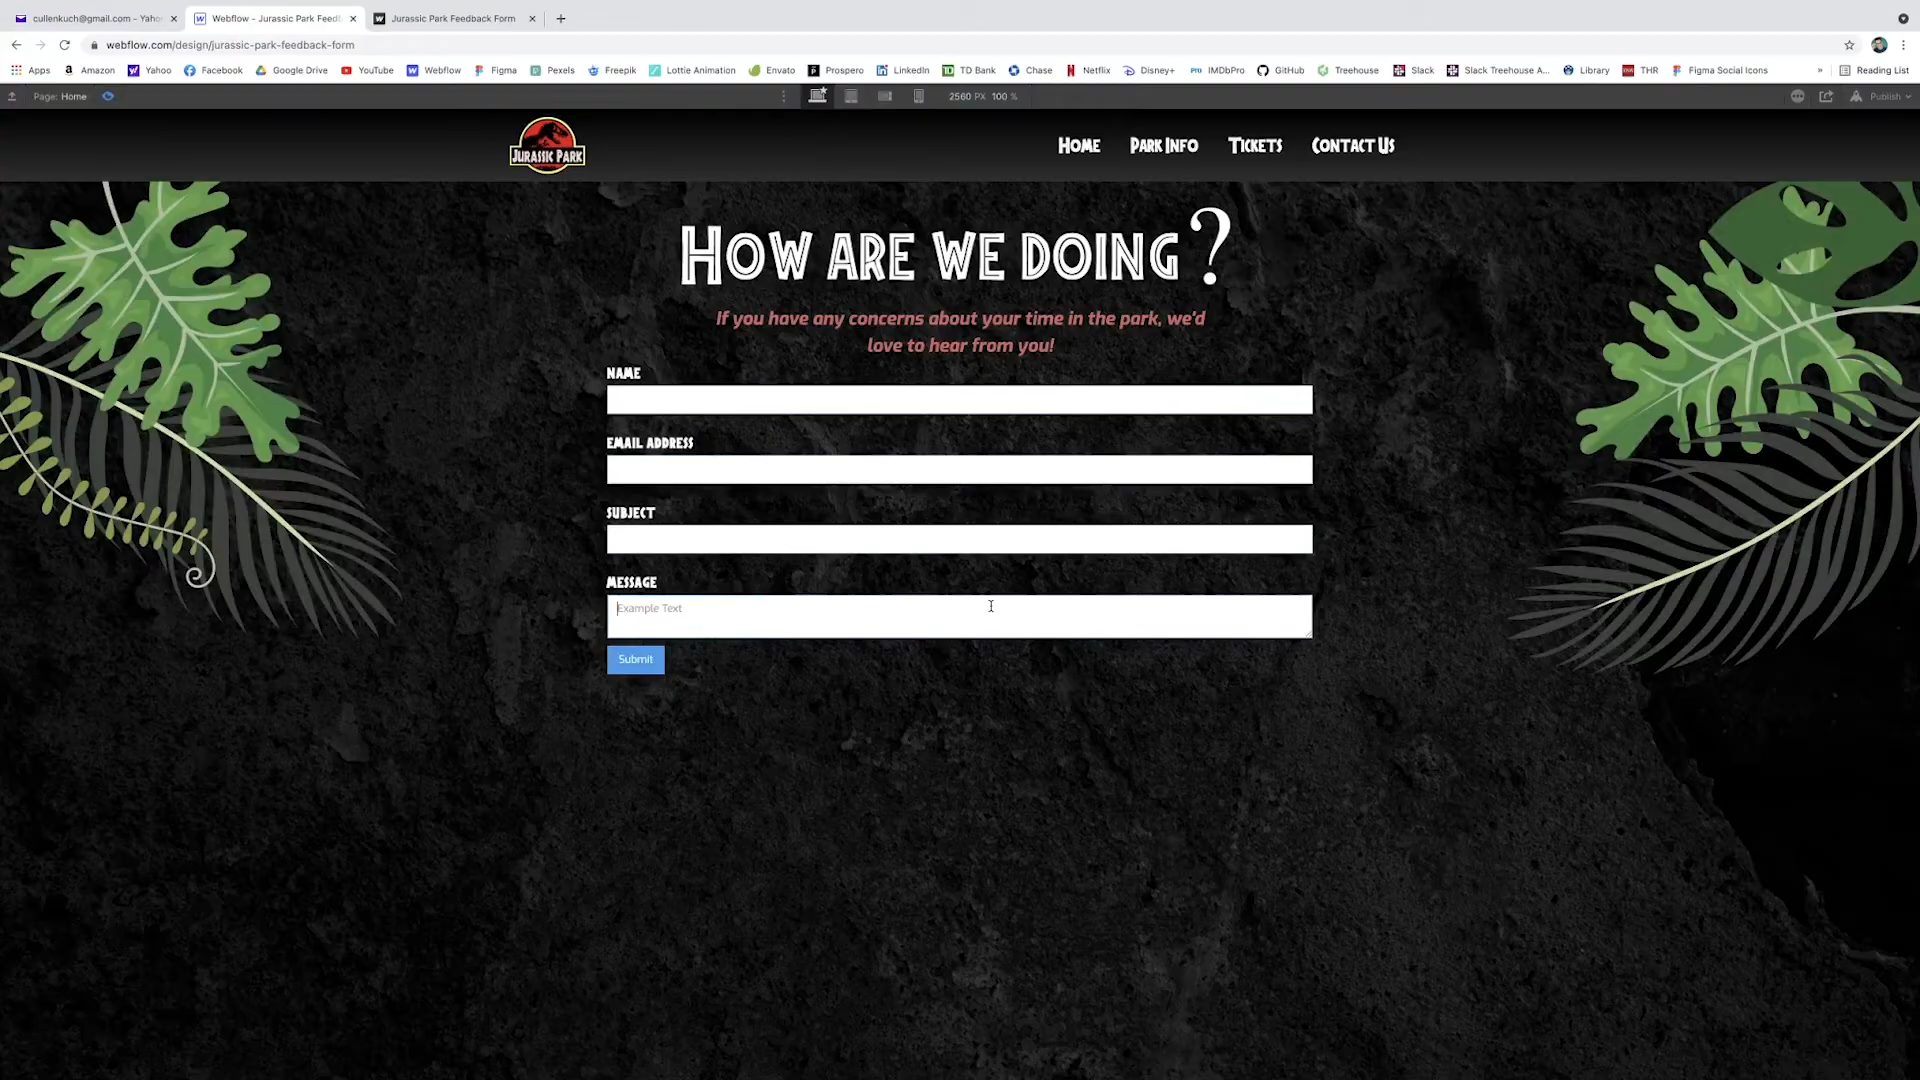 cullenkuch@gmail.com - Yaho
Webflow - Jurassic Park Feedb
Jurassic Park Feedback Form
webflow.com/design/jurassic-park-feedback-form
Apps Amazon Yahoo Facebook Google Drive YouTube Webflow Figma Pexels Freepik Lottie Animation Envato Prospero LinkedIn TD Bank Chase Netflix Disney+ IMDbPro GitHub Treehouse Slack Slack Treehouse A... Library THR Figma Social Icons » Reading List
Page: Home 2560 PX 100 % Publish
JURASSIC PARK
HOME PARK INFO TICKETS CONTACT US
HOW ARE WE DOING?
If you have any concerns about your time in the park, we'd
love to hear from you!
NAME
EMAIL ADDRESS
SUBJECT
MESSAGE
Example Text
Submit